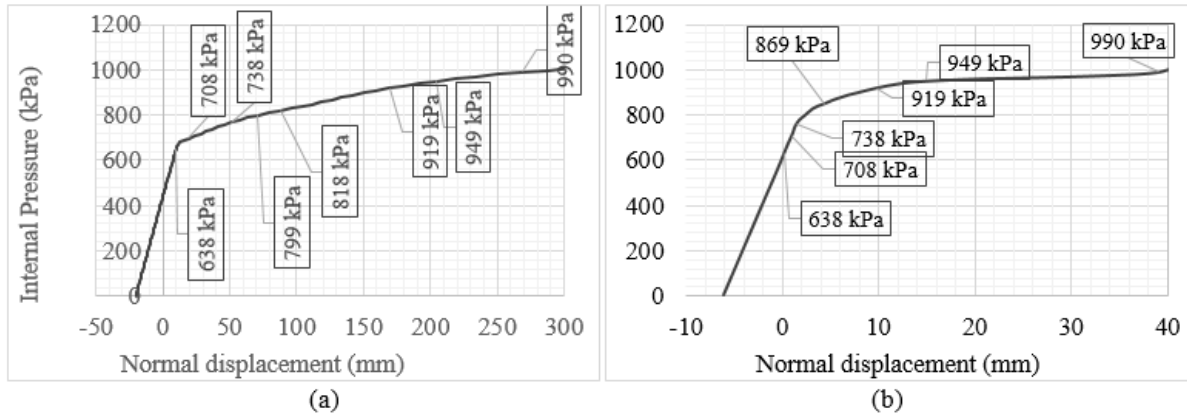 1200
1000
800
600
400
200
0
-50 0 50 100 150 200 250 300
Internal Pressure (kPa)
Normal displacement (mm)
708 kPa
738 kPa
990 kPa
638 kPa
799 kPa
818 kPa
919 kPa
949 kPa
(a)
1200
1000
800
600
400
200
0
-10 0 10 20 30 40
Normal displacement (mm)
869 kPa
949 kPa
990 kPa
919 kPa
738 kPa
708 kPa
638 kPa
(b)